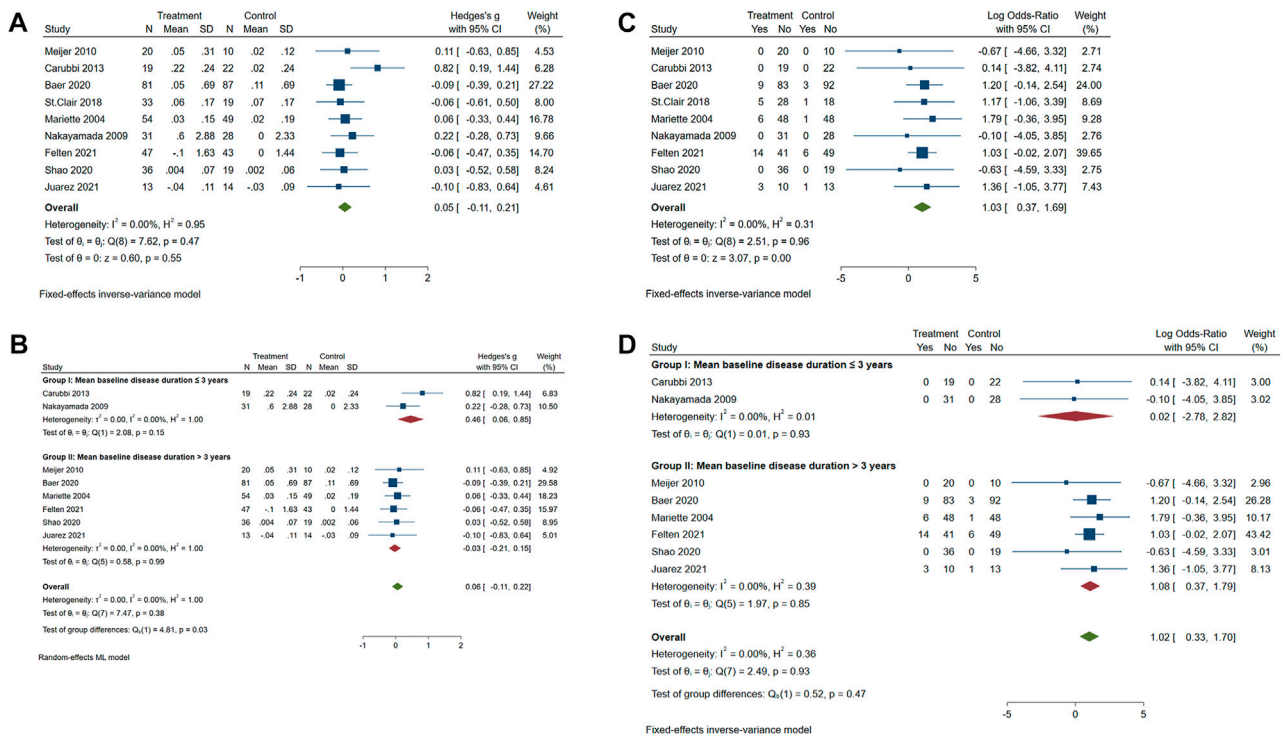 A
Treatment Control Hedges's g Weight
Study N Mean SD N Mean SD with 95% CI (%)
Meijer 2010 20 .05 .31 10 .02 .12 0.11 [ -0.63, 0.85] 4.53
Carubbi 2013 19 .22 .24 22 .02 .24 0.82 [ 0.19, 1.44] 6.28
Baer 2020 81 .05 .69 87 .11 .69 -0.09 [ -0.39, 0.21] 27.22
St.Clair 2018 33 .06 .17 19 .07 .17 -0.06 [ -0.61, 0.50] 8.00
Mariette 2004 54 .03 .15 49 .02 .19 0.06 [ -0.33, 0.44] 16.78
Nakayamada 2009 31 .6 2.88 28 0 2.33 0.22 [ -0.28, 0.73] 9.66
Felten 2021 47 -.1 1.63 43 0 1.44 -0.06 [ -0.47, 0.35] 14.70
Shao 2020 36 .004 .07 19 .002 .06 0.03 [ -0.52, 0.58] 8.24
Juarez 2021 13 -.04 .11 14 -.03 .09 -0.10 [ -0.83, 0.64] 4.61
Overall 0.05 [ -0.11, 0.21]
Heterogeneity: I² = 0.00%, H² = 0.95
Test of θᵢ = θⱼ: Q(8) = 7.62, p = 0.47
Test of θ = 0: z = 0.60, p = 0.55
-1 0 1 2
Fixed-effects inverse-variance model
B
Treatment Control Hedges's g Weight
Study N Mean SD N Mean SD with 95% CI (%)
Group I: Mean baseline disease duration ≤ 3 years
Carubbi 2013 19 .22 .24 22 .02 .24 0.82 [ 0.19, 1.44] 6.83
Nakayamada 2009 31 .6 2.88 28 0 2.33 0.22 [ -0.28, 0.73] 10.50
Heterogeneity: τ² = 0.00, I² = 0.00%, H² = 1.00 0.46 [ 0.06, 0.85]
Test of θᵢ = θⱼ: Q(1) = 2.08, p = 0.15
Group II: Mean baseline disease duration > 3 years
Meijer 2010 20 .05 .31 10 .02 .12 0.11 [ -0.63, 0.85] 4.92
Baer 2020 81 .05 .69 87 .11 .69 -0.09 [ -0.39, 0.21] 29.58
Mariette 2004 54 .03 .15 49 .02 .19 0.06 [ -0.33, 0.44] 18.23
Felten 2021 47 -.1 1.63 43 0 1.44 -0.06 [ -0.47, 0.35] 15.97
Shao 2020 36 .004 .07 19 .002 .06 0.03 [ -0.52, 0.58] 8.95
Juarez 2021 13 -.04 .11 14 -.03 .09 -0.10 [ -0.83, 0.64] 5.01
Heterogeneity: τ² = 0.00, I² = 0.00%, H² = 1.00 -0.03 [ -0.21, 0.15]
Test of θᵢ = θⱼ: Q(5) = 0.58, p = 0.99
Overall 0.06 [ -0.11, 0.22]
Heterogeneity: τ² = 0.00, I² = 0.00%, H² = 1.00
Test of θᵢ = θⱼ: Q(7) = 7.47, p = 0.38
Test of group differences: Qb(1) = 4.81, p = 0.03
-1 0 1 2
Random-effects ML model
C
Treatment Control Log Odds-Ratio Weight
Study Yes No Yes No with 95% CI (%)
Meijer 2010 0 20 0 10 -0.67 [ -4.66, 3.32] 2.71
Carubbi 2013 0 19 0 22 0.14 [ -3.82, 4.11] 2.74
Baer 2020 9 83 3 92 1.20 [ -0.14, 2.54] 24.00
St.Clair 2018 5 28 1 18 1.17 [ -1.06, 3.39] 8.69
Mariette 2004 6 48 1 48 1.79 [ -0.36, 3.95] 9.28
Nakayamada 2009 0 31 0 28 -0.10 [ -4.05, 3.85] 2.76
Felten 2021 14 41 6 49 1.03 [ -0.02, 2.07] 39.65
Shao 2020 0 36 0 19 -0.63 [ -4.59, 3.33] 2.75
Juarez 2021 3 10 1 13 1.36 [ -1.05, 3.77] 7.43
Overall 1.03 [ 0.37, 1.69]
Heterogeneity: I² = 0.00%, H² = 0.31
Test of θᵢ = θⱼ: Q(8) = 2.51, p = 0.96
Test of θ = 0: z = 3.07, p = 0.00
-5 0 5
Fixed-effects inverse-variance model
D
Treatment Control Log Odds-Ratio Weight
Study Yes No Yes No with 95% CI (%)
Group I: Mean baseline disease duration ≤ 3 years
Carubbi 2013 0 19 0 22 0.14 [ -3.82, 4.11] 3.00
Nakayamada 2009 0 31 0 28 -0.10 [ -4.05, 3.85] 3.02
Heterogeneity: I² = 0.00%, H² = 0.01 0.02 [ -2.78, 2.82]
Test of θᵢ = θⱼ: Q(1) = 0.01, p = 0.93
Group II: Mean baseline disease duration > 3 years
Meijer 2010 0 20 0 10 -0.67 [ -4.66, 3.32] 2.96
Baer 2020 9 83 3 92 1.20 [ -0.14, 2.54] 26.28
Mariette 2004 6 48 1 48 1.79 [ -0.36, 3.95] 10.17
Felten 2021 14 41 6 49 1.03 [ -0.02, 2.07] 43.42
Shao 2020 0 36 0 19 -0.63 [ -4.59, 3.33] 3.01
Juarez 2021 3 10 1 13 1.36 [ -1.05, 3.77] 8.13
Heterogeneity: I² = 0.00%, H² = 0.39 1.08 [ 0.37, 1.79]
Test of θᵢ = θⱼ: Q(5) = 1.97, p = 0.85
Overall 1.02 [ 0.33, 1.70]
Heterogeneity: I² = 0.00%, H² = 0.36
Test of θᵢ = θⱼ: Q(7) = 2.49, p = 0.93
Test of group differences: Qb(1) = 0.52, p = 0.47
-5 0 5
Fixed-effects inverse-variance model